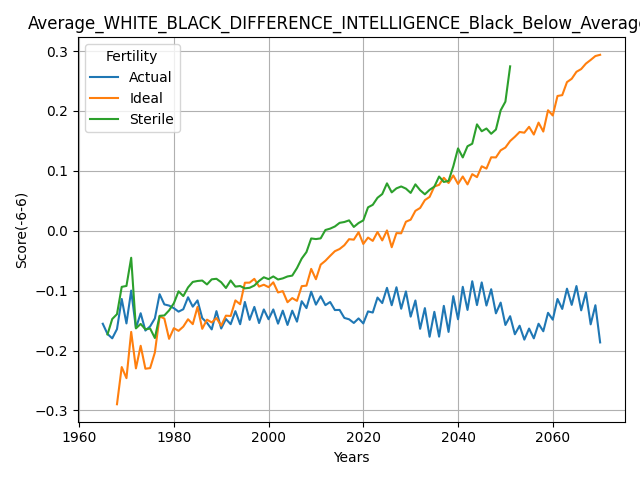 Average_WHITE_BLACK_DIFFERENCE_INTELLIGENCE_Black_Below_Average
Fertility
Actual
Ideal
Sterile
Score(-6-6)
0.3
0.2
0.1
0.0
−0.1
−0.2
−0.3
1960 1980 2000 2020 2040 2060
Years